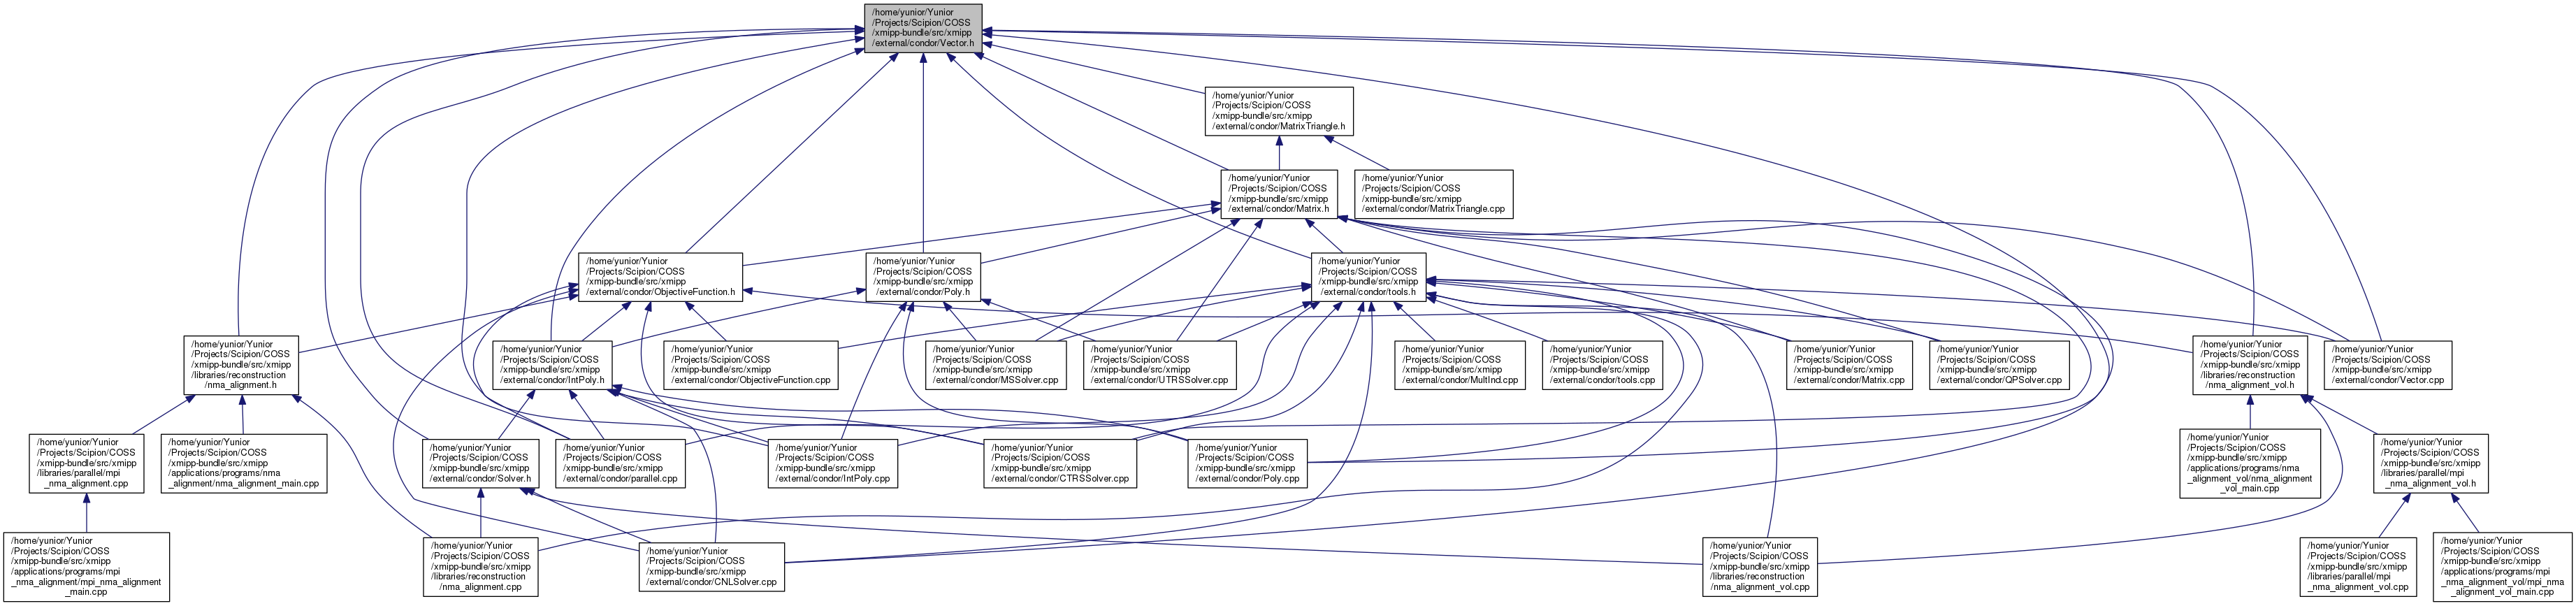 /home/yunior/Yunior
/Projects/Scipion/COSS
/xmipp-bundle/src/xmipp
/external/condor/Vector.h
/home/yunior/Yunior
/Projects/Scipion/COSS
/xmipp-bundle/src/xmipp
/external/condor/MatrixTriangle.h
/home/yunior/Yunior
/Projects/Scipion/COSS
/xmipp-bundle/src/xmipp
/external/condor/Matrix.h
/home/yunior/Yunior
/Projects/Scipion/COSS
/xmipp-bundle/src/xmipp
/external/condor/MatrixTriangle.cpp
/home/yunior/Yunior
/Projects/Scipion/COSS
/xmipp-bundle/src/xmipp
/external/condor/ObjectiveFunction.h
/home/yunior/Yunior
/Projects/Scipion/COSS
/xmipp-bundle/src/xmipp
/external/condor/Poly.h
/home/yunior/Yunior
/Projects/Scipion/COSS
/xmipp-bundle/src/xmipp
/external/condor/tools.h
/home/yunior/Yunior
/Projects/Scipion/COSS
/xmipp-bundle/src/xmipp
/libraries/reconstruction
/nma_alignment.h
/home/yunior/Yunior
/Projects/Scipion/COSS
/xmipp-bundle/src/xmipp
/external/condor/IntPoly.h
/home/yunior/Yunior
/Projects/Scipion/COSS
/xmipp-bundle/src/xmipp
/external/condor/ObjectiveFunction.cpp
/home/yunior/Yunior
/Projects/Scipion/COSS
/xmipp-bundle/src/xmipp
/external/condor/MSSolver.cpp
/home/yunior/Yunior
/Projects/Scipion/COSS
/xmipp-bundle/src/xmipp
/external/condor/UTRSSolver.cpp
/home/yunior/Yunior
/Projects/Scipion/COSS
/xmipp-bundle/src/xmipp
/external/condor/MultInd.cpp
/home/yunior/Yunior
/Projects/Scipion/COSS
/xmipp-bundle/src/xmipp
/external/condor/tools.cpp
/home/yunior/Yunior
/Projects/Scipion/COSS
/xmipp-bundle/src/xmipp
/external/condor/Matrix.cpp
/home/yunior/Yunior
/Projects/Scipion/COSS
/xmipp-bundle/src/xmipp
/external/condor/QPSolver.cpp
/home/yunior/Yunior
/Projects/Scipion/COSS
/xmipp-bundle/src/xmipp
/libraries/reconstruction
/nma_alignment_vol.h
/home/yunior/Yunior
/Projects/Scipion/COSS
/xmipp-bundle/src/xmipp
/external/condor/Vector.cpp
/home/yunior/Yunior
/Projects/Scipion/COSS
/xmipp-bundle/src/xmipp
/libraries/parallel/mpi
_nma_alignment.cpp
/home/yunior/Yunior
/Projects/Scipion/COSS
/xmipp-bundle/src/xmipp
/applications/programs/nma
_alignment/nma_alignment_main.cpp
/home/yunior/Yunior
/Projects/Scipion/COSS
/xmipp-bundle/src/xmipp
/external/condor/Solver.h
/home/yunior/Yunior
/Projects/Scipion/COSS
/xmipp-bundle/src/xmipp
/external/condor/parallel.cpp
/home/yunior/Yunior
/Projects/Scipion/COSS
/xmipp-bundle/src/xmipp
/external/condor/IntPoly.cpp
/home/yunior/Yunior
/Projects/Scipion/COSS
/xmipp-bundle/src/xmipp
/external/condor/CTRSSolver.cpp
/home/yunior/Yunior
/Projects/Scipion/COSS
/xmipp-bundle/src/xmipp
/external/condor/Poly.cpp
/home/yunior/Yunior
/Projects/Scipion/COSS
/xmipp-bundle/src/xmipp
/applications/programs/nma
_alignment_vol/nma_alignment
_vol_main.cpp
/home/yunior/Yunior
/Projects/Scipion/COSS
/xmipp-bundle/src/xmipp
/libraries/parallel/mpi
_nma_alignment_vol.h
/home/yunior/Yunior
/Projects/Scipion/COSS
/xmipp-bundle/src/xmipp
/applications/programs/mpi
_nma_alignment/mpi_nma_alignment
_main.cpp
/home/yunior/Yunior
/Projects/Scipion/COSS
/xmipp-bundle/src/xmipp
/libraries/reconstruction
/nma_alignment.cpp
/home/yunior/Yunior
/Projects/Scipion/COSS
/xmipp-bundle/src/xmipp
/external/condor/CNLSolver.cpp
/home/yunior/Yunior
/Projects/Scipion/COSS
/xmipp-bundle/src/xmipp
/libraries/reconstruction
/nma_alignment_vol.cpp
/home/yunior/Yunior
/Projects/Scipion/COSS
/xmipp-bundle/src/xmipp
/libraries/parallel/mpi
_nma_alignment_vol.cpp
/home/yunior/Yunior
/Projects/Scipion/COSS
/xmipp-bundle/src/xmipp
/applications/programs/mpi
_nma_alignment_vol/mpi_nma
_alignment_vol_main.cpp